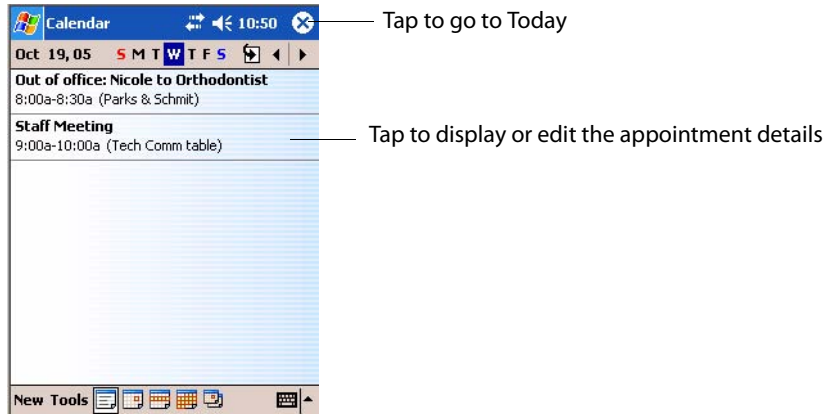 Calendar 10:50
Tap to go to Today
Oct 19, 05 S M T W T F S
Out of office: Nicole to Orthodontist
8:00a-8:30a (Parks & Schmit)
Staff Meeting
9:00a-10:00a (Tech Comm table)
Tap to display or edit the appointment details
New Tools